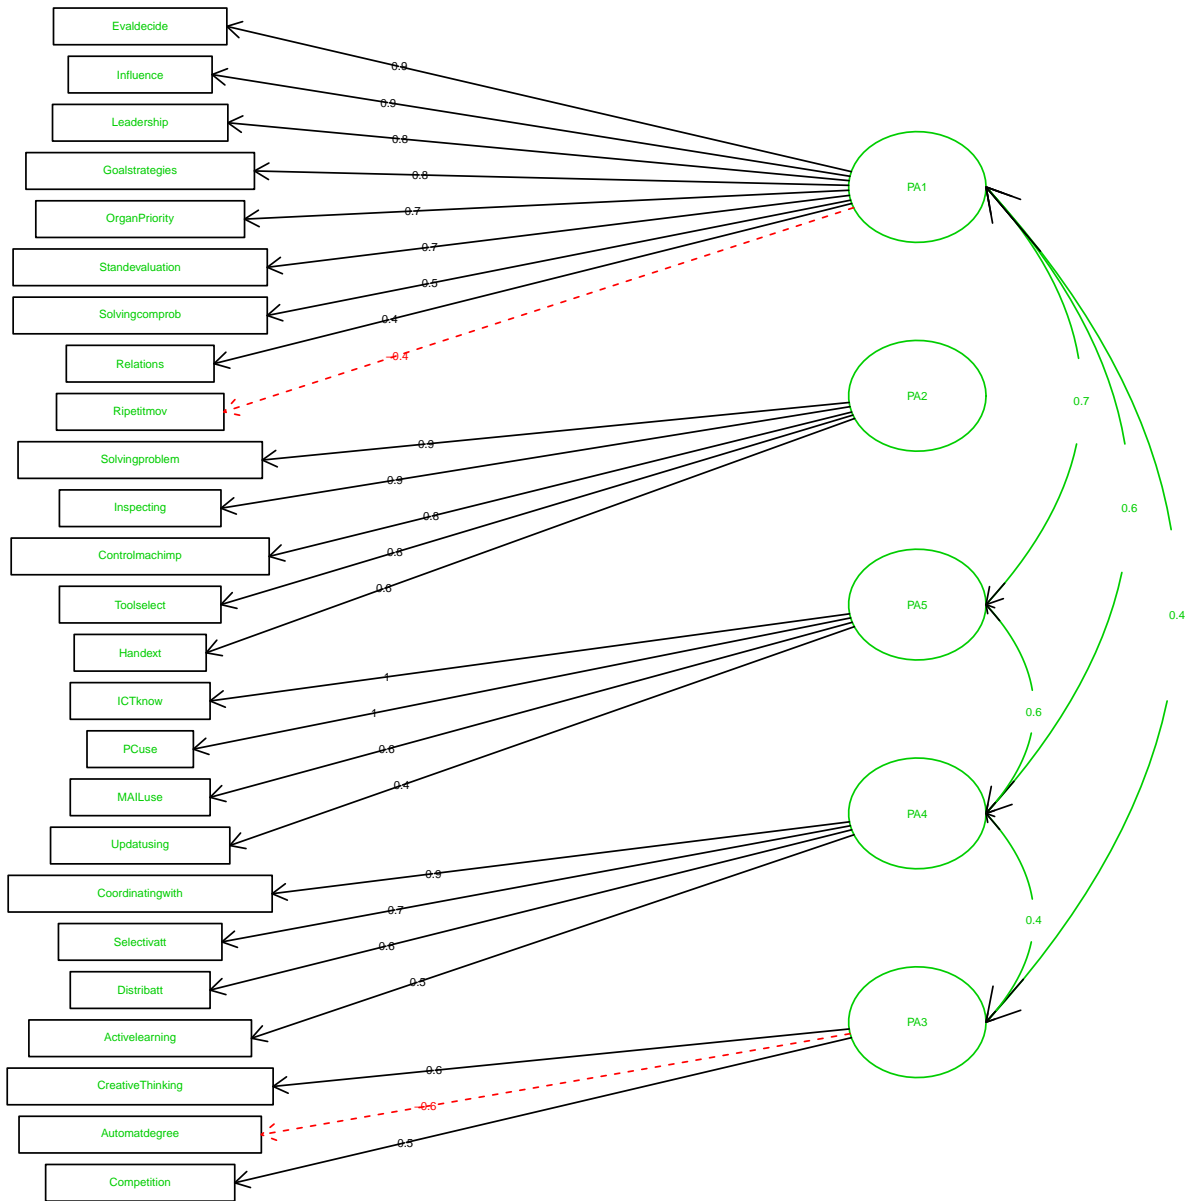 Evaldecide
Influence
Leadership
Goalstrategies
OrganPriority
Standevaluation
Solvingcomprob
Relations
Ripetitmov
Solvingproblem
Inspecting
Controlmachimp
Toolselect
Handext
ICTknow
PCuse
MAILuse
Updatusing
Coordinatingwith
Selectivatt
Distribatt
Activelearning
CreativeThinking
Automatdegree
Competition
0.9
0.9
0.8
0.8
0.7
0.7
0.5
0.4
−0.4
0.9
0.9
0.8
0.8
0.6
1
1
0.6
0.4
0.9
0.7
0.6
0.5
0.6
−0.6
0.5
PA1
PA2
PA5
PA4
PA3
0.7
0.6
0.4
0.6
0.4